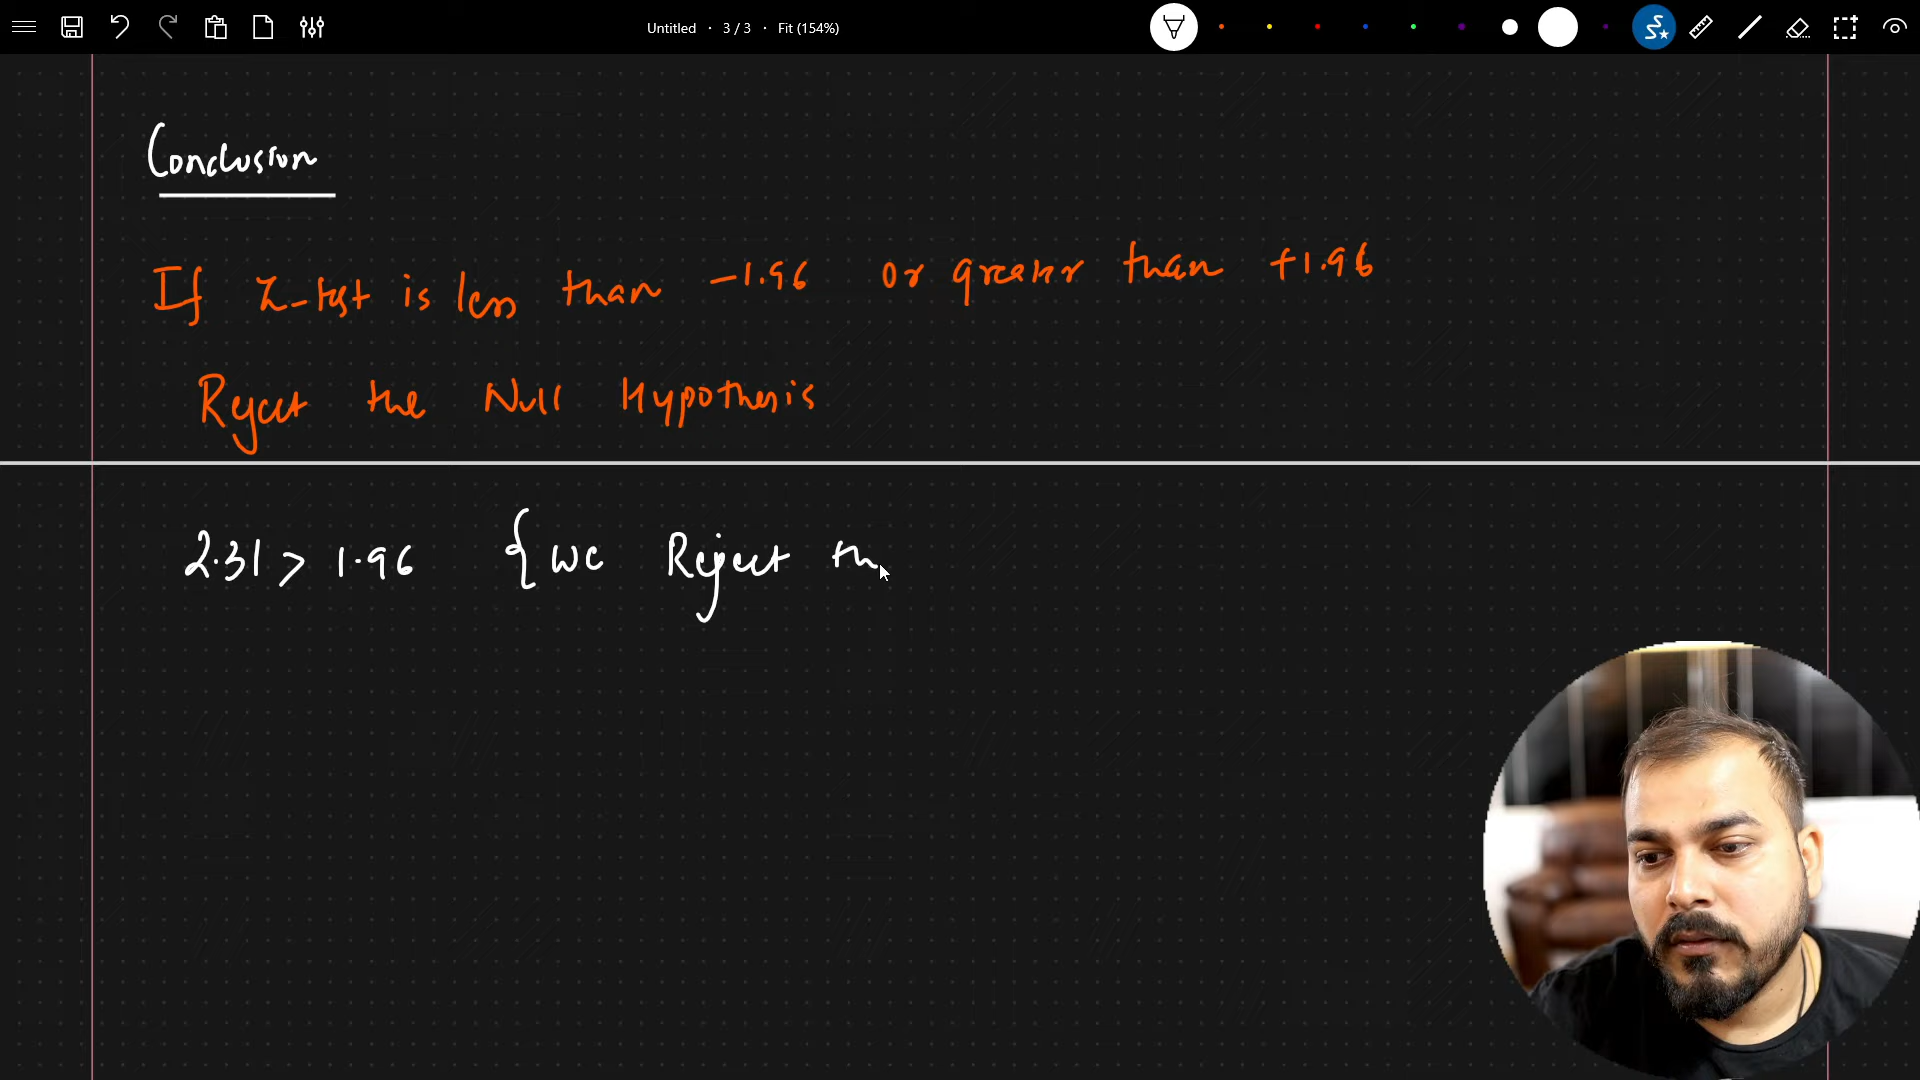 Untitled · 3 / 3 · Fit (154%)
Conclusion
If Z-test is less than -1.96 or greater than +1.96
Reject the Null Hypothesis
2.31 > 1.96 { we Reject th